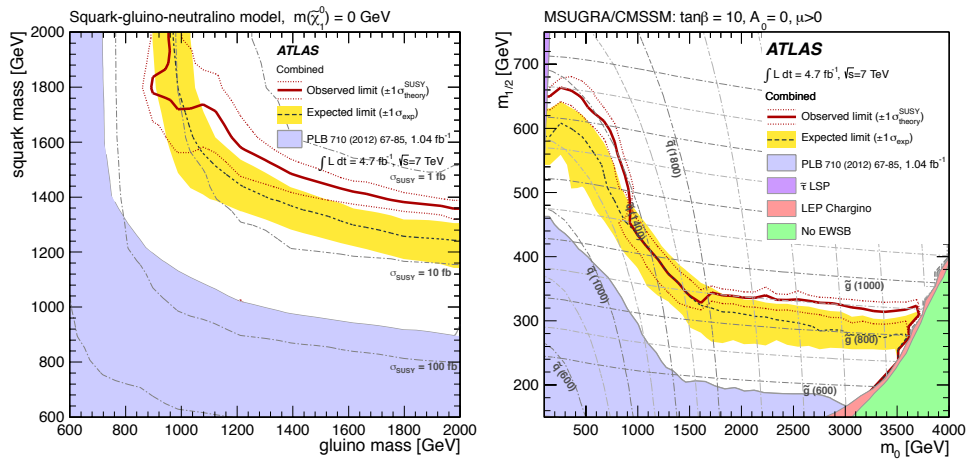 Squark-gluino-neutralino model, m(χ̃₁⁰) = 0 GeV
squark mass [GeV]
2000
1800
1600
1400
1200
1000
800
600
ATLAS
Combined
Observed limit (±1σ^SUSY_theory)
Expected limit (±1σ_exp)
PLB 710 (2012) 67-85, 1.04 fb⁻¹
∫ L dt = 4.7 fb⁻¹, √s=7 TeV
σ_SUSY = 1 fb
σ_SUSY = 10 fb
σ_SUSY = 100 fb
600 800 1000 1200 1400 1600 1800 2000
gluino mass [GeV]
MSUGRA/CMSSM: tanβ = 10, A₀ = 0, μ>0
m₁/₂ [GeV]
700
600
500
400
300
200
ATLAS
∫ L dt = 4.7 fb⁻¹, √s=7 TeV
Combined
Observed limit (±1σ^SUSY_theory)
Expected limit (±1σ_exp)
PLB 710 (2012) 67-85, 1.04 fb⁻¹
τ̃ LSP
LEP Chargino
No EWSB
q̃ (1800)
q̃ (1400)
q̃ (1000)
q̃ (600)
g̃ (1000)
g̃ (800)
g̃ (600)
500 1000 1500 2000 2500 3000 3500 4000
m₀ [GeV]